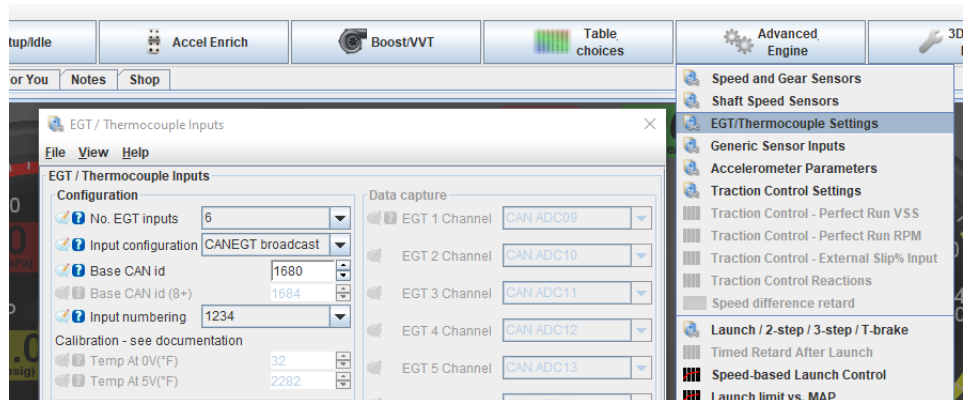 tup/Idle
Accel Enrich
Boost/VVT
Table
choices
Advanced
Engine
3D
or You
Notes
Shop
EGT / Thermocouple Inputs
File View Help
EGT / Thermocouple Inputs
Configuration
No. EGT inputs 6
Input configuration CANEGT broadcast
Base CAN id 1680
Base CAN id (8+) 1684
Input numbering 1234
Calibration - see documentation
Temp At 0V(°F) 32
Temp At 5V(°F) 2282
Data capture
EGT 1 Channel CAN ADC09
EGT 2 Channel CAN ADC10
EGT 3 Channel CAN ADC11
EGT 4 Channel CAN ADC12
EGT 5 Channel CAN ADC13
Speed and Gear Sensors
Shaft Speed Sensors
EGT/Thermocouple Settings
Generic Sensor Inputs
Accelerometer Parameters
Traction Control Settings
Traction Control - Perfect Run VSS
Traction Control - Perfect Run RPM
Traction Control - External Slip% Input
Traction Control Reactions
Speed difference retard
Launch / 2-step / 3-step / T-brake
Timed Retard After Launch
Speed-based Launch Control
Launch limit vs. MAP